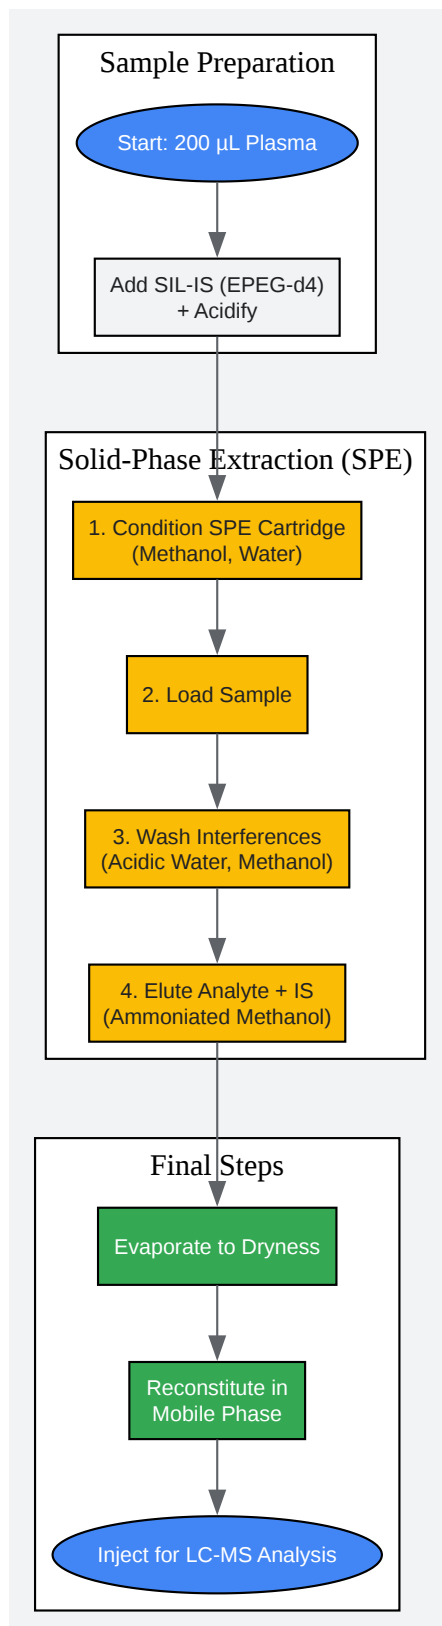 Sample Preparation
Start: 200 µL Plasma
Add SIL-IS (EPEG-d4)
+ Acidify
Solid-Phase Extraction (SPE)
1. Condition SPE Cartridge
(Methanol, Water)
2. Load Sample
3. Wash Interferences
(Acidic Water, Methanol)
4. Elute Analyte + IS
(Ammoniated Methanol)
Final Steps
Evaporate to Dryness
Reconstitute in
Mobile Phase
Inject for LC-MS Analysis